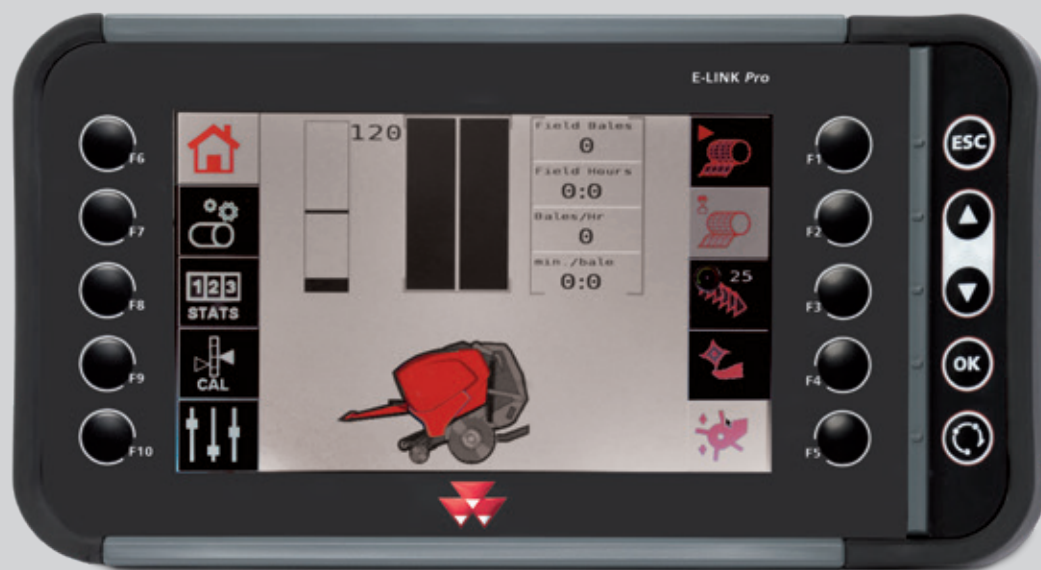 E-LINK Pro
120
Field Bales
0
Field Hours
0:0
Bales/Hr
0
min./bale
0:0
25
123
STATS
CAL
F6
F7
F8
F9
F10
F1
F2
F3
F4
F5
ESC
OK